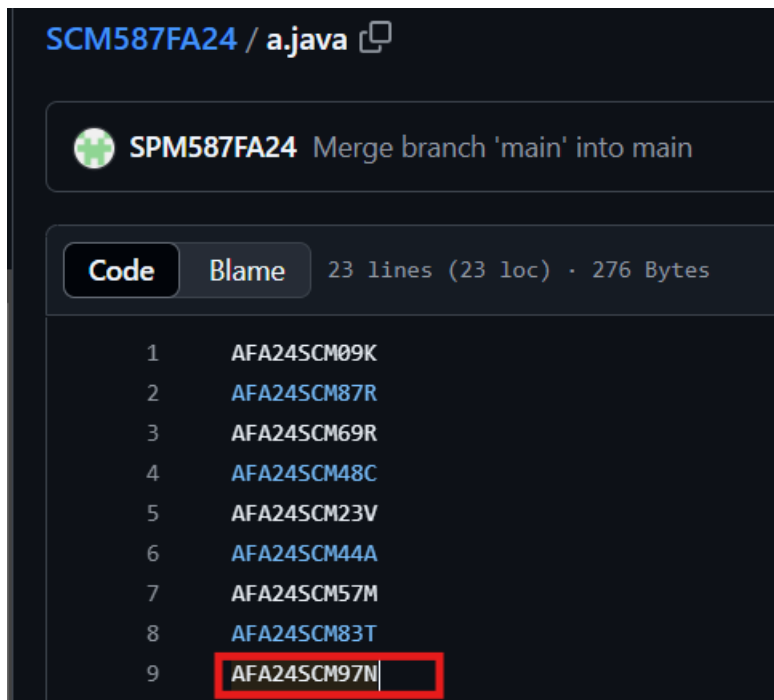 SCM587FA24 / a.java
SPM587FA24 Merge branch 'main' into main
Code Blame 23 lines (23 loc) · 276 Bytes
1 AFA24SCM09K
2 AFA24SCM87R
3 AFA24SCM69R
4 AFA24SCM48C
5 AFA24SCM23V
6 AFA24SCM44A
7 AFA24SCM57M
8 AFA24SCM83T
9 AFA24SCM97N